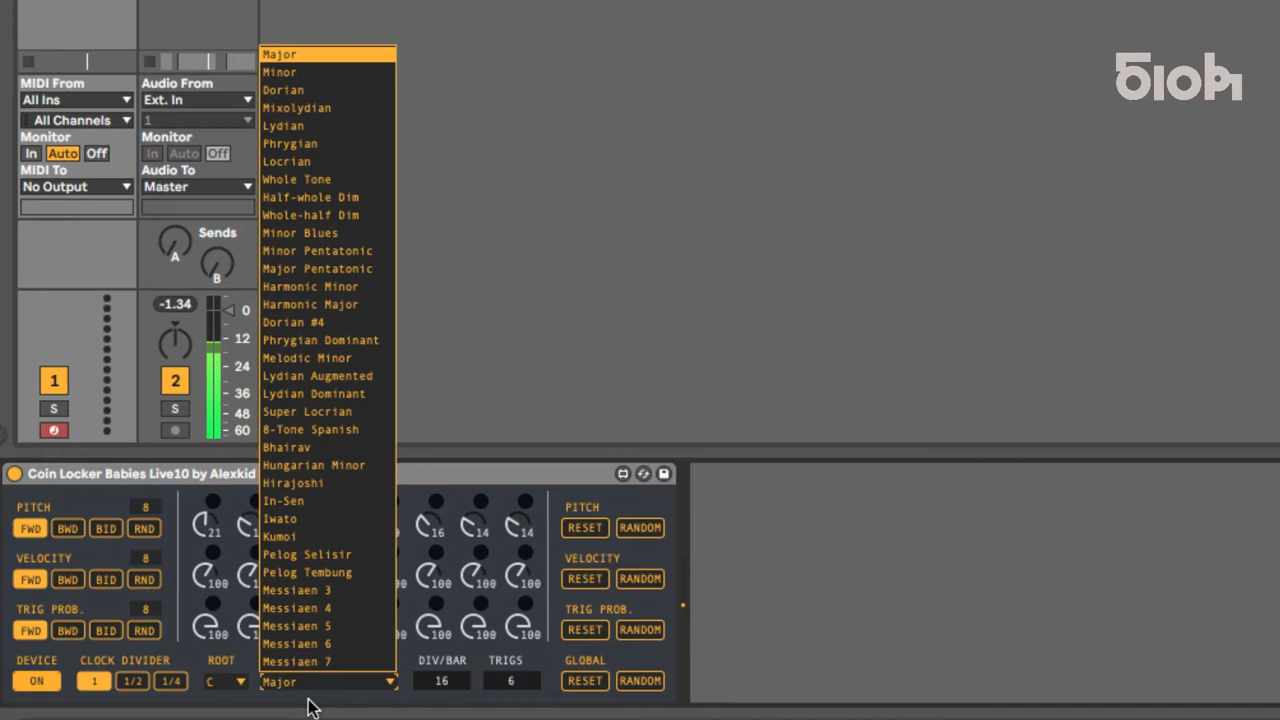 MIDI From
All Ins
All Channels
Monitor
In Auto Off
MIDI To
No Output
Audio From
Ext. In
1
Monitor
In Auto Off
Audio To
Master
Sends
A
B
-1.34
0
12
24
36
48
60
1
S
2
S
Major
Minor
Dorian
Mixolydian
Lydian
Phrygian
Locrian
Whole Tone
Half-whole Dim
Whole-half Dim
Minor Blues
Minor Pentatonic
Major Pentatonic
Harmonic Minor
Harmonic Major
Dorian #4
Phrygian Dominant
Melodic Minor
Lydian Augmented
Lydian Dominant
Super Locrian
8-Tone Spanish
Bhairav
Hungarian Minor
Hirajoshi
In-Sen
Iwato
Kumoi
Pelog Selisir
Pelog Tembung
Messiaen 3
Messiaen 4
Messiaen 5
Messiaen 6
Messiaen 7
Coin Locker Babies Live10 by Alexkid
PITCH 8
FWD BWD BID RND
21 16 14 14
PITCH
RESET RANDOM
VELOCITY 8
FWD BWD BID RND
100 100 100 100
VELOCITY
RESET RANDOM
TRIG PROB. 8
FWD BWD BID RND
100 100 100 100
TRIG PROB.
RESET RANDOM
DEVICE CLOCK DIVIDER ROOT DIV/BAR TRIGS GLOBAL
ON 1 1/2 1/4 C Major 16 6 RESET RANDOM